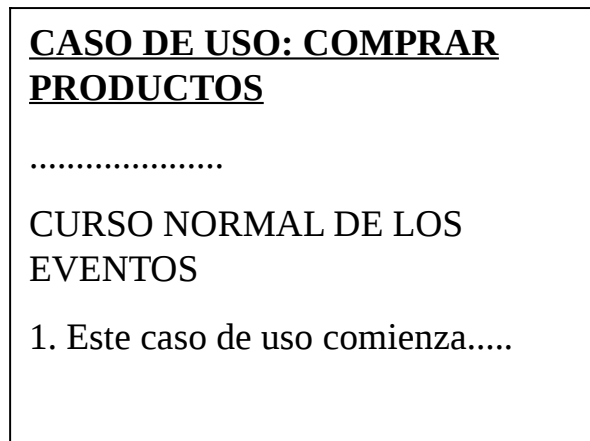 CASO DE USO: COMPRAR
PRODUCTOS
.....................
CURSO NORMAL DE LOS
EVENTOS
1. Este caso de uso comienza.....